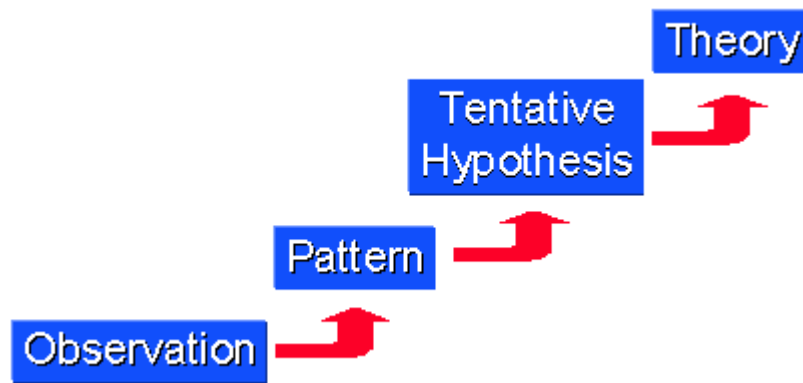 Theory
Tentative
Hypothesis
Pattern
Observation